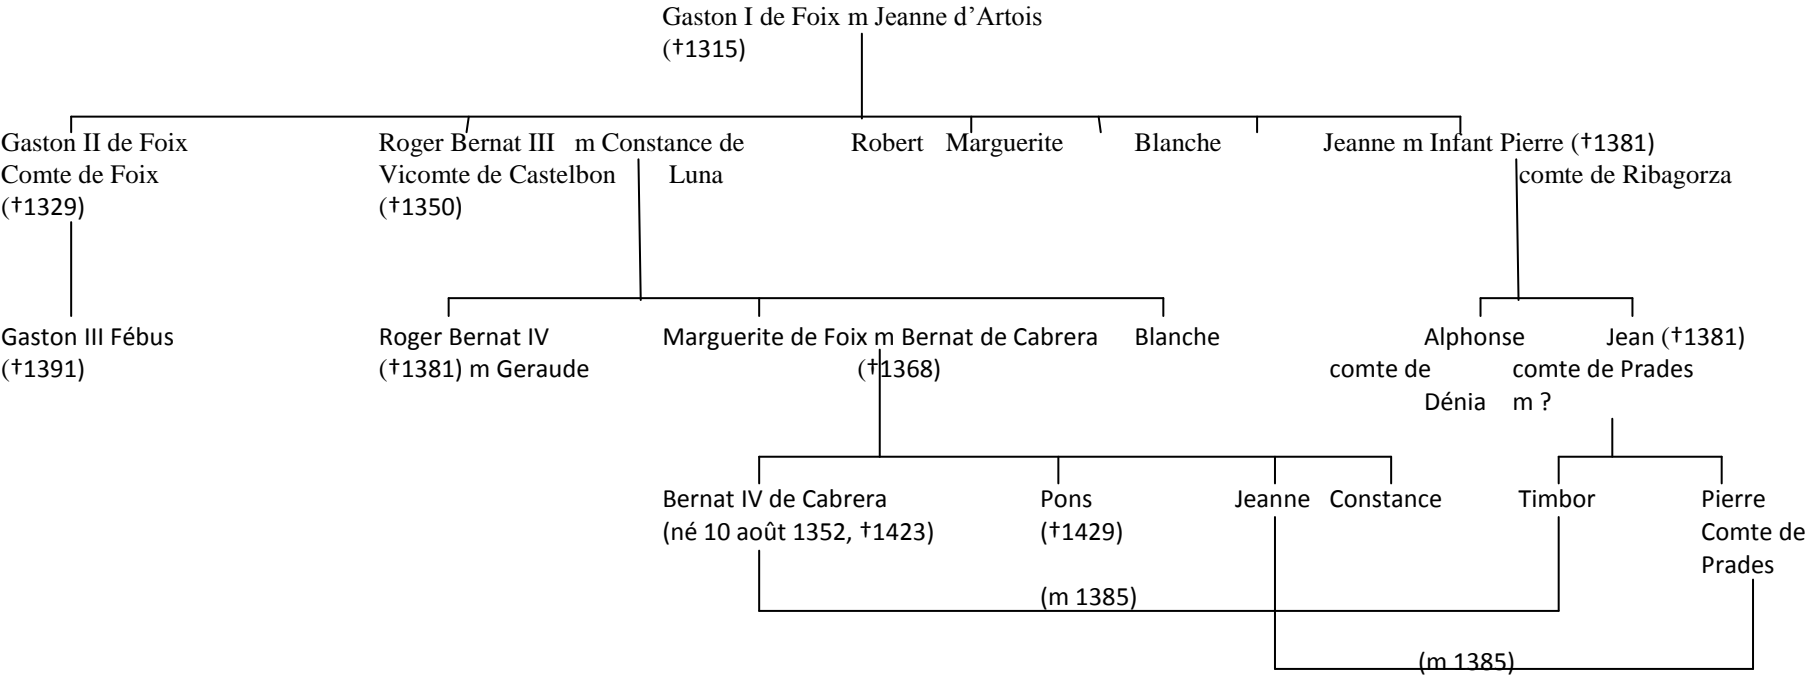 Gaston I de Foix m Jeanne d’Artois
(†1315)
Gaston II de Foix
Comte de Foix
(†1329)
Roger Bernat III m Constance de
Vicomte de Castelbon Luna
(†1350)
Robert Marguerite Blanche
Jeanne m Infant Pierre (†1381)
comte de Ribagorza
Gaston III Fébus
(†1391)
Roger Bernat IV
(†1381) m Geraude
Marguerite de Foix m Bernat de Cabrera
(†1368)
Blanche
Alphonse
comte de
Dénia
Jean (†1381)
comte de Prades
m ?
Bernat IV de Cabrera
(né 10 août 1352, †1423)
Pons
(†1429)
Jeanne Constance
Timbor
Pierre
Comte de
Prades
(m 1385)
(m 1385)